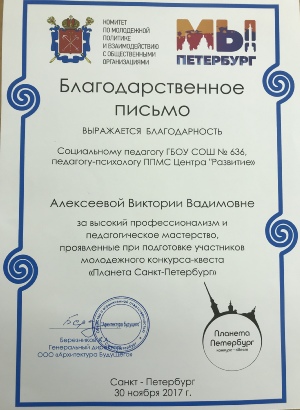 КОМИТЕТ
ПО МОЛОДЕЖНОЙ
ПОЛИТИКЕ
И ВЗАИМОДЕЙСТВИЮ
С ОБЩЕСТВЕННЫМИ
ОРГАНИЗАЦИЯМИ
МЫ
ПЕТЕРБУРГ
Благодарственное
письмо
ВЫРАЖАЕТСЯ БЛАГОДАРНОСТЬ
Социальному педагогу ГБОУ СОШ № 636,
педагогу-психологу ППМС Центра "Развитие"
Алексеевой Виктории Вадимовне
за высокий профессионализм и
педагогическое мастерство,
проявленные при подготовке участников
молодежного конкурса-квеста
«Планета Санкт-Петербург»
Архитектура Будущего
Генеральный директор
ООО «Архитектура Будущего»
Планета
Петербург
Санкт - Петербург
30 ноября 2017 г.